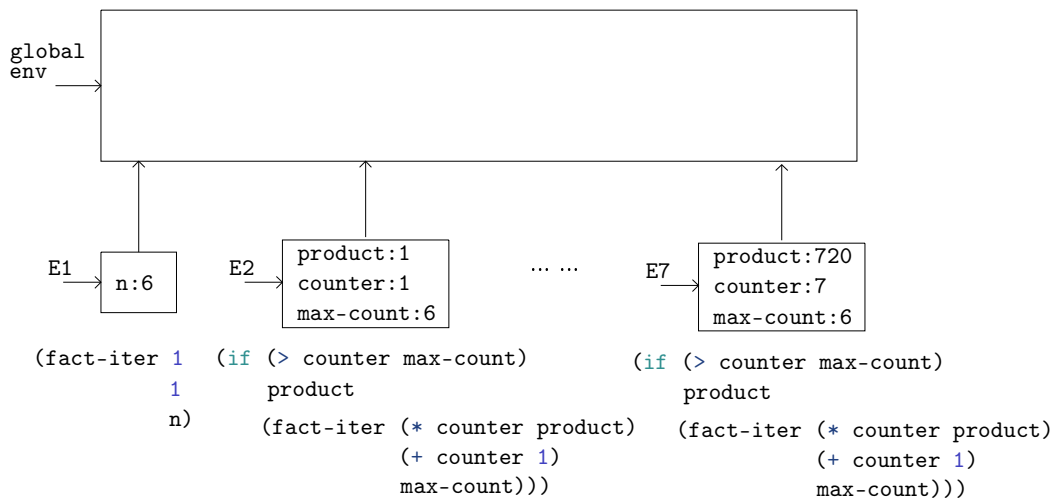 global
env
E1
n:6
E2
product:1
counter:1
max-count:6
... ...
E7
product:720
counter:7
max-count:6
(fact-iter 1
1
n)
(if (> counter max-count)
product
(fact-iter (* counter product)
(+ counter 1)
max-count)))
(if (> counter max-count)
product
(fact-iter (* counter product)
(+ counter 1)
max-count)))